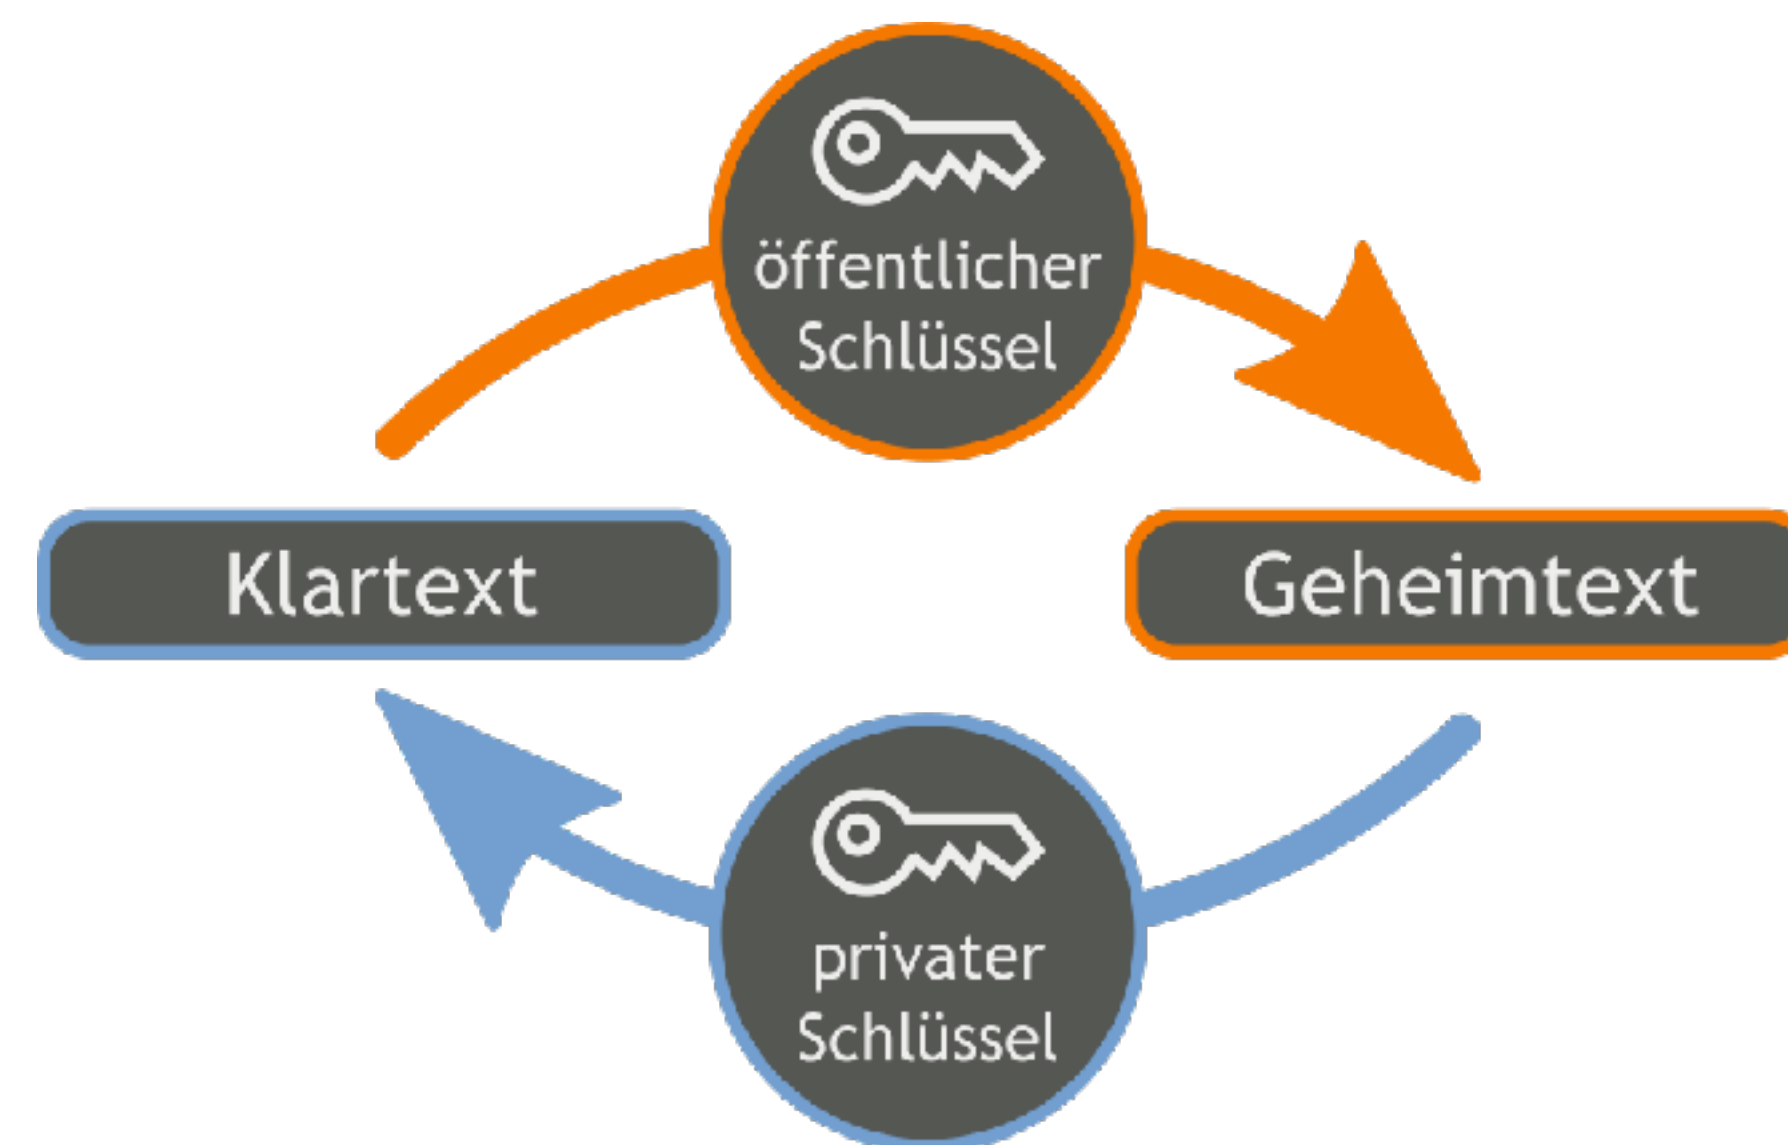 öffentlicher
Schlüssel
Klartext
Geheimtext
privater
Schlüssel